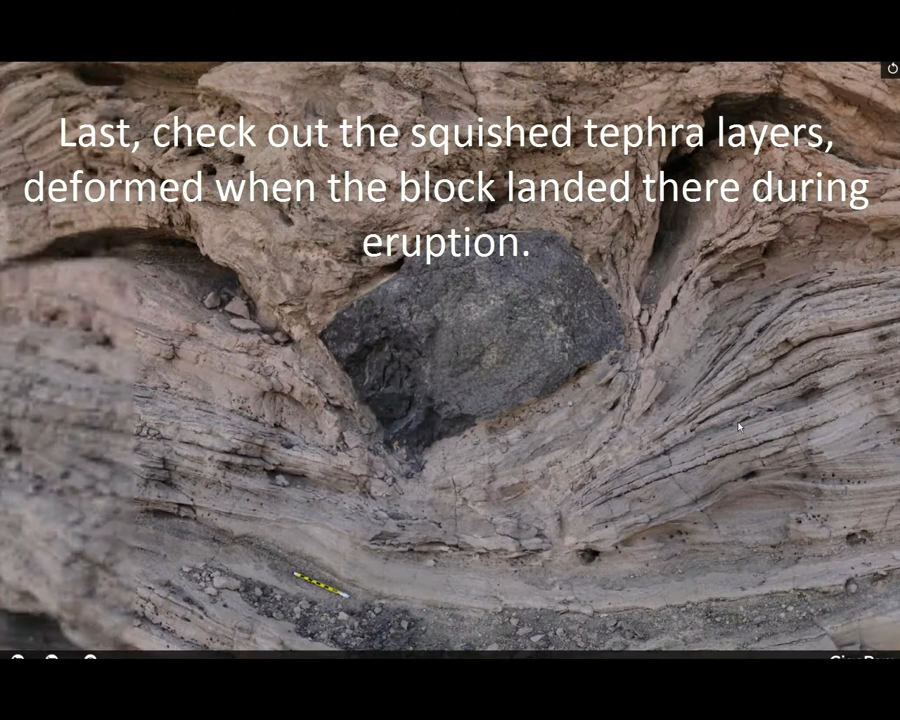 Last, check out the squished tephra layers,
deformed when the block landed there during
eruption.